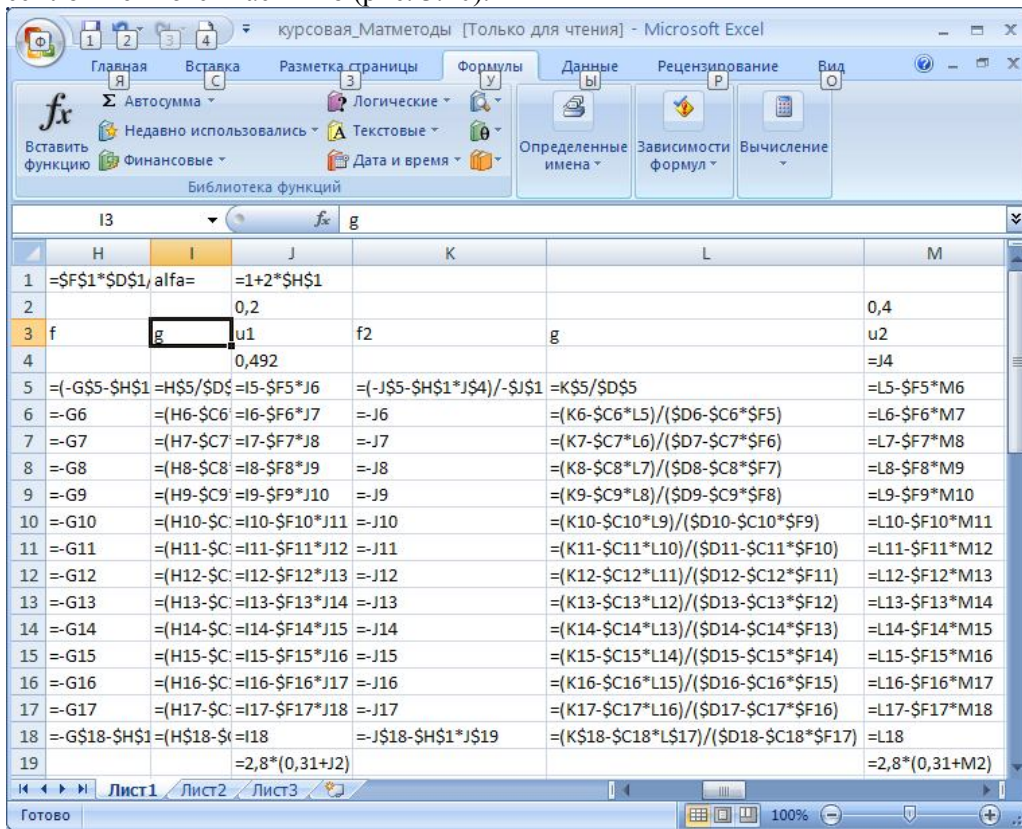 курсовая_Матметоды [Только для чтения] - Microsoft Excel
Ф 1 2 3 4
Главная Вставка Разметка страницы Формулы Данные Рецензирование Вид
Я С З У Ы Р О
Вставить функцию
Σ Автосумма
Недавно использовались
Финансовые
Логические
Текстовые
Дата и время
Определенные имена
Зависимости формул
Вычисление
Библиотека функций
I3 fx g
H I J K L M
1 =$F$1*$D$1/ alfa= =1+2*$H$1
2 0,2 0,4
3 f g u1 f2 g u2
4 0,492 =J4
5 =(-G$5-$H$1 =H$5/$D$ =I5-$F5*J6 =(-J$5-$H$1*J$4)/-$J$1 =K$5/$D$5 =L5-$F5*M6
6 =-G6 =(H6-$C6 =I6-$F6*J7 =-J6 =(K6-$C6*L5)/($D6-$C6*$F5) =L6-$F6*M7
7 =-G7 =(H7-$C7 =I7-$F7*J8 =-J7 =(K7-$C7*L6)/($D7-$C7*$F6) =L7-$F7*M8
8 =-G8 =(H8-$C8 =I8-$F8*J9 =-J8 =(K8-$C8*L7)/($D8-$C8*$F7) =L8-$F8*M9
9 =-G9 =(H9-$C9 =I9-$F9*J10 =-J9 =(K9-$C9*L8)/($D9-$C9*$F8) =L9-$F9*M10
10 =-G10 =(H10-$C =I10-$F10*J11 =-J10 =(K10-$C10*L9)/($D10-$C10*$F9) =L10-$F10*M11
11 =-G11 =(H11-$C =I11-$F11*J12 =-J11 =(K11-$C11*L10)/($D11-$C11*$F10) =L11-$F11*M12
12 =-G12 =(H12-$C =I12-$F12*J13 =-J12 =(K12-$C12*L11)/($D12-$C12*$F11) =L12-$F12*M13
13 =-G13 =(H13-$C =I13-$F13*J14 =-J13 =(K13-$C13*L12)/($D13-$C13*$F12) =L13-$F13*M14
14 =-G14 =(H14-$C =I14-$F14*J15 =-J14 =(K14-$C14*L13)/($D14-$C14*$F13) =L14-$F14*M15
15 =-G15 =(H15-$C =I15-$F15*J16 =-J15 =(K15-$C15*L14)/($D15-$C15*$F14) =L15-$F15*M16
16 =-G16 =(H16-$C =I16-$F16*J17 =-J16 =(K16-$C16*L15)/($D16-$C16*$F15) =L16-$F16*M17
17 =-G17 =(H17-$C =I17-$F17*J18 =-J17 =(K17-$C17*L16)/($D17-$C17*$F16) =L17-$F17*M18
18 =-G$18-$H$1 =(H$18-$ =I18 =-J$18-$H$1*J$19 =(K$18-$C18*L$17)/($D18-$C18*$F17) =L18
19 =2,8*(0,31+J2) =2,8*(0,31+M2)
Лист1 Лист2 Лист3
Готово 100%